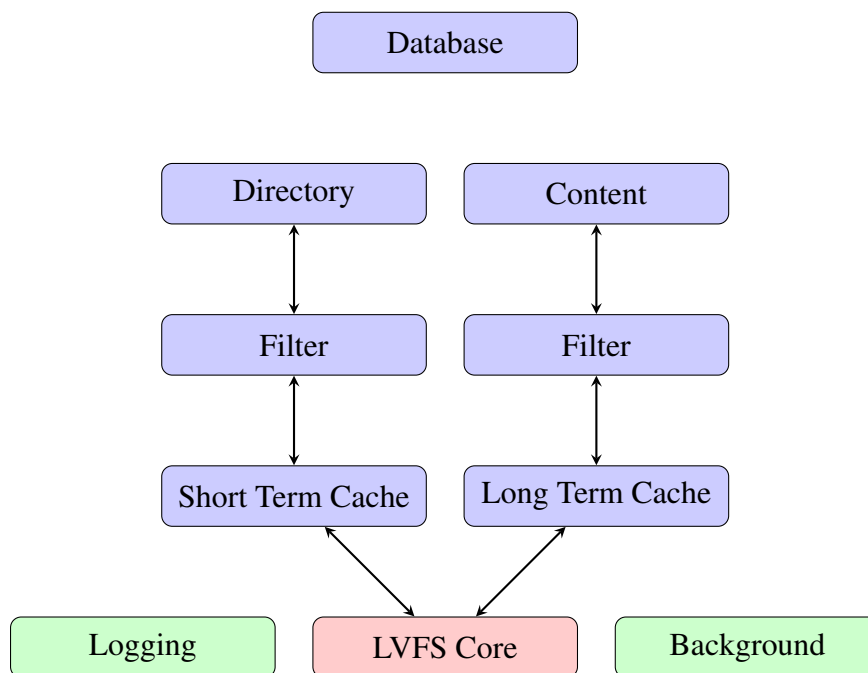 Database
Directory
Content
Filter
Filter
Short Term Cache
Long Term Cache
Logging
LVFS Core
Background